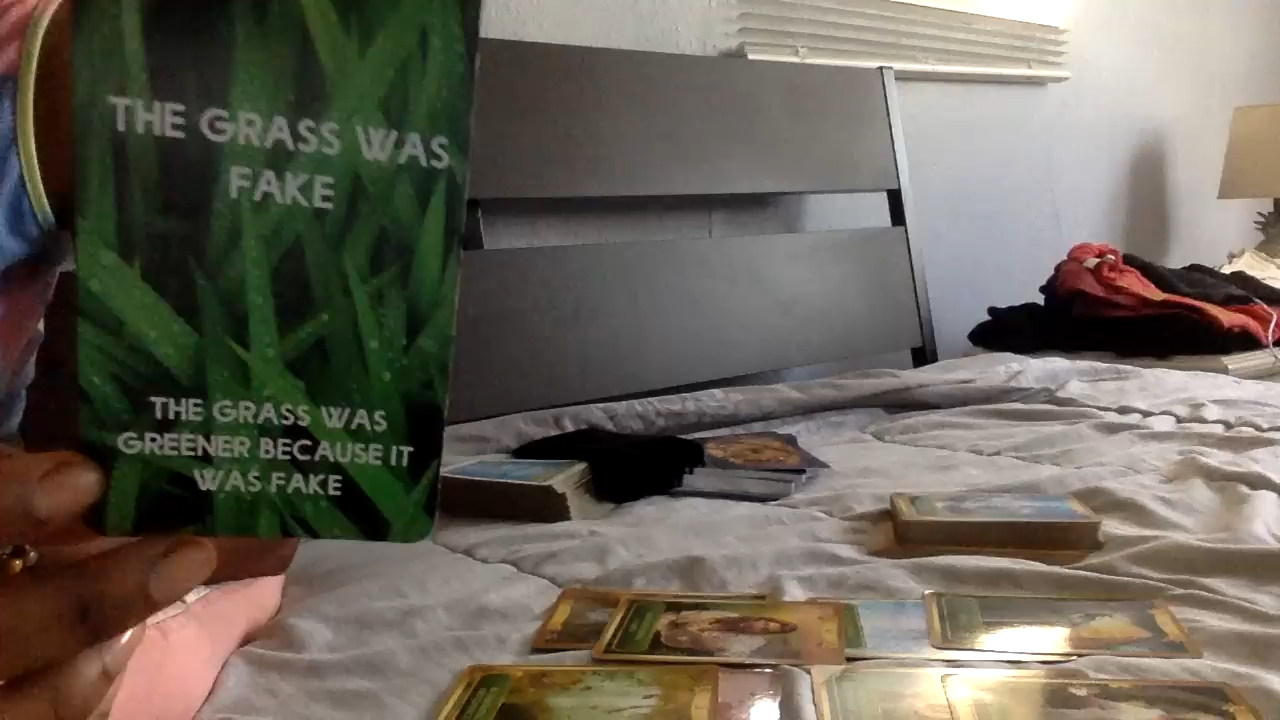 THE GRASS WAS
FAKE
THE GRASS WAS
GREENER BECAUSE IT
WAS FAKE